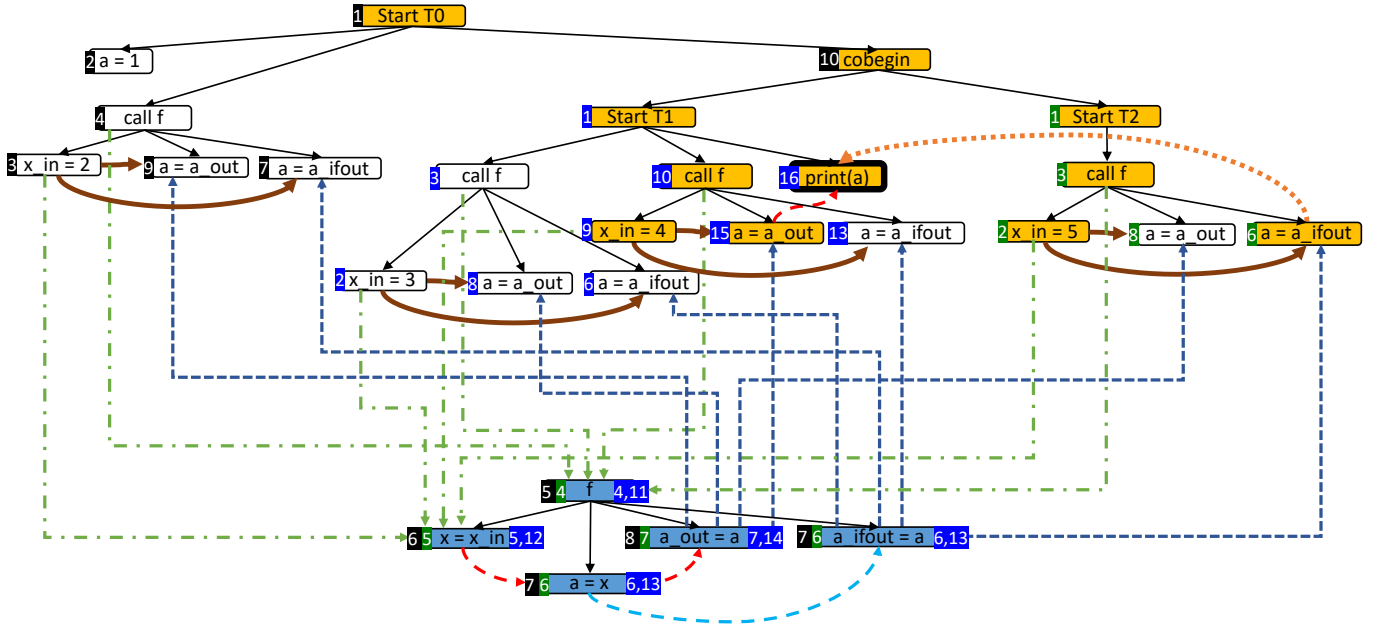 1 Start T0
2 a = 1
10 cobegin
4 call f
1 Start T1
1 Start T2
3 x_in = 2
9 a = a_out
7 a = a_ifout
3 call f
10 call f
16 print(a)
3 call f
9 x_in = 4
15 a = a_out
13 a = a_ifout
2 x_in = 5
8 a = a_out
6 a = a_ifout
2 x_in = 3
8 a = a_out
6 a = a_ifout
5 4 f 4,11
6 5 x = x_in 5,12
8 7 a_out = a 7,14
7 6 a_ifout = a 6,13
7 6 a = x 6,13